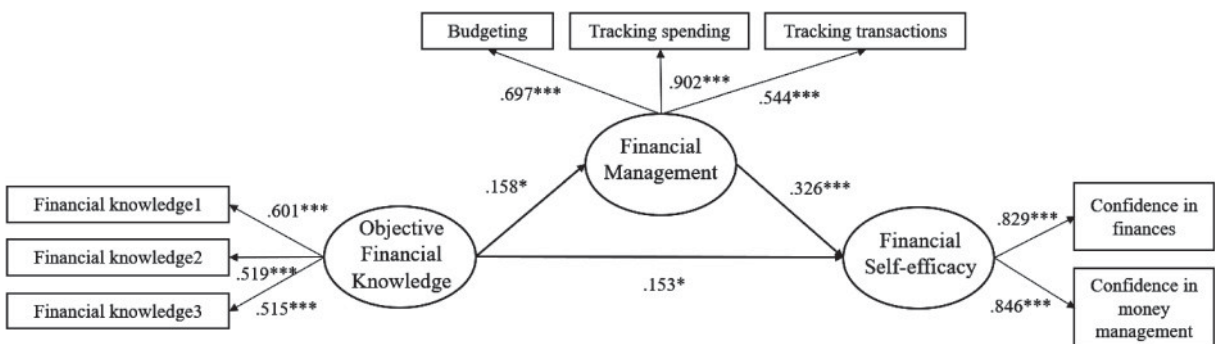 Budgeting
Tracking spending
Tracking transactions
.697***
.902***
.544***
Financial
Management
.158*
.326***
Financial knowledge1
Financial knowledge2
Financial knowledge3
.601***
.519***
.515***
Objective
Financial
Knowledge
.153*
Financial
Self-efficacy
.829***
.846***
Confidence in
finances
Confidence in
money
management